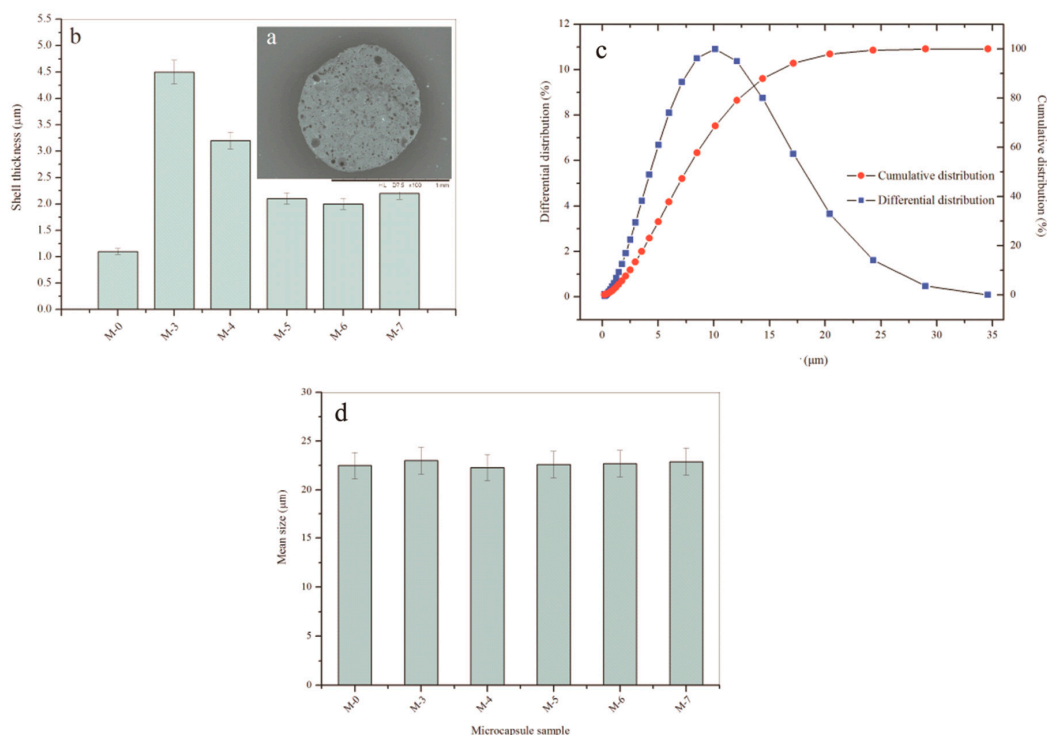 b
Shell thickness (μm)
5.5
5.0
4.5
4.0
3.5
3.0
2.5
2.0
1.5
1.0
0.5
0.0
M-0
M-3
M-4
M-5
M-6
M-7
a
1 mm
c
Differential distribution (%)
12
10
8
6
4
2
0
Cumulative distribution
Differential distribution
Cumulative distribution (%)
100
80
60
40
20
0
0
5
10
15
20
25
30
35
(μm)
d
Mean size (μm)
30
25
20
15
10
5
0
M-0
M-3
M-4
M-5
M-6
M-7
Microcapsule sample